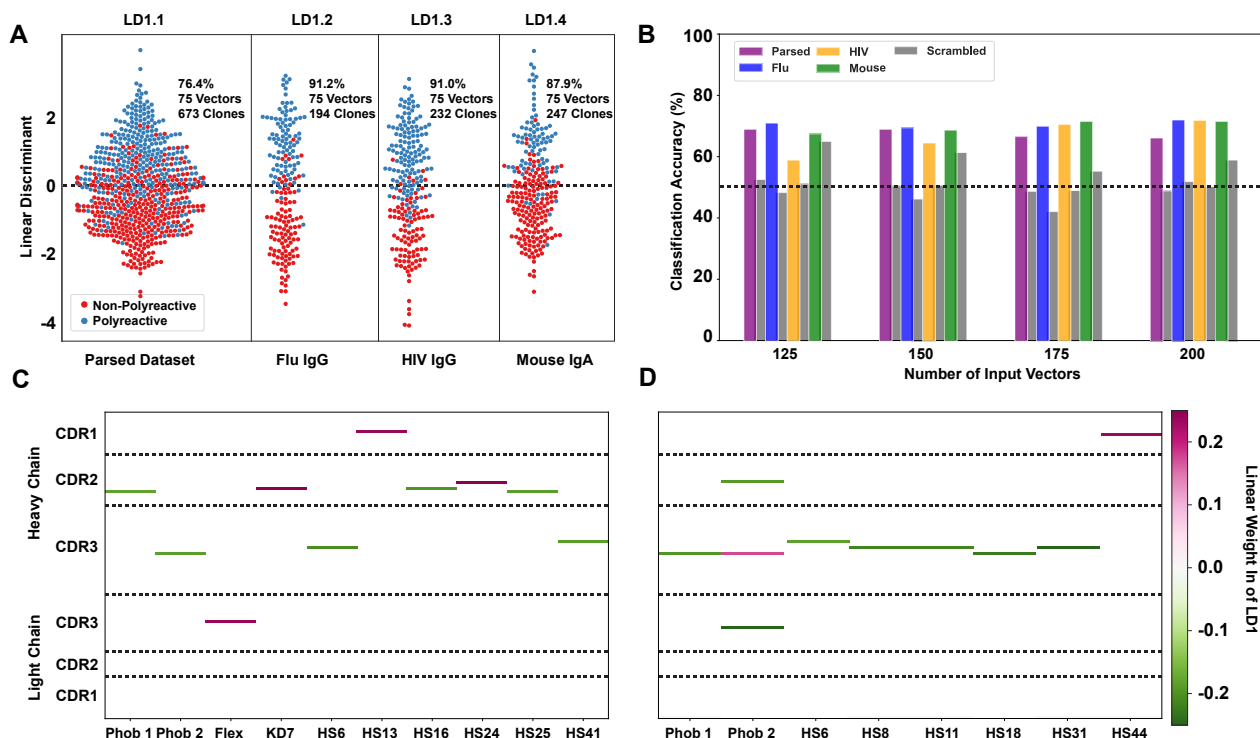 A
LD1.1
LD1.2
LD1.3
LD1.4
Linear Discriminant
2
0
-2
-4
76.4%
75 Vectors
673 Clones
91.2%
75 Vectors
194 Clones
91.0%
75 Vectors
232 Clones
87.9%
75 Vectors
247 Clones
Non-Polyreactive
Polyreactive
Parsed Dataset
Flu IgG
HIV IgG
Mouse IgA
B
Classification Accuracy (%)
100
80
60
40
20
0
Parsed
HIV
Scrambled
Flu
Mouse
125
150
175
200
Number of Input Vectors
C
Heavy Chain
Light Chain
CDR1
CDR2
CDR3
CDR3
CDR2
CDR1
Phob 1
Phob 2
Flex
KD7
HS6
HS13
HS16
HS24
HS25
HS41
D
Phob 1
Phob 2
HS6
HS8
HS11
HS18
HS31
HS44
0.2
0.1
0.0
-0.1
-0.2
Linear Weight In of LD1